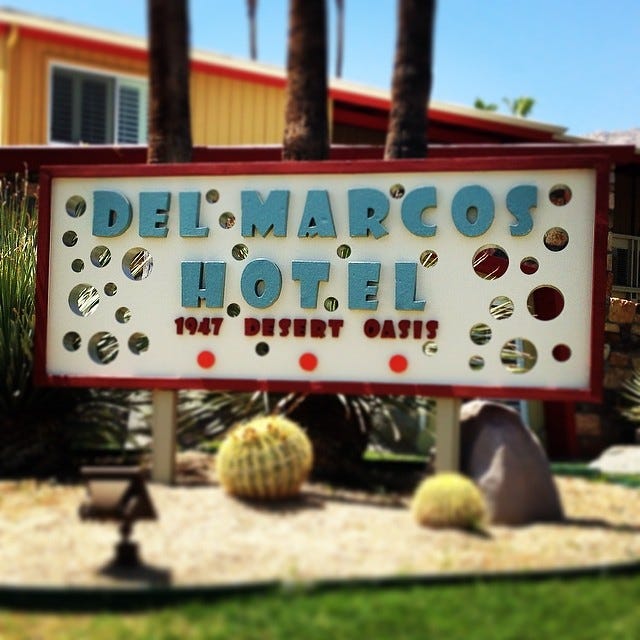 DEL MARCOS
HOTEL
1947 DESERT OASIS